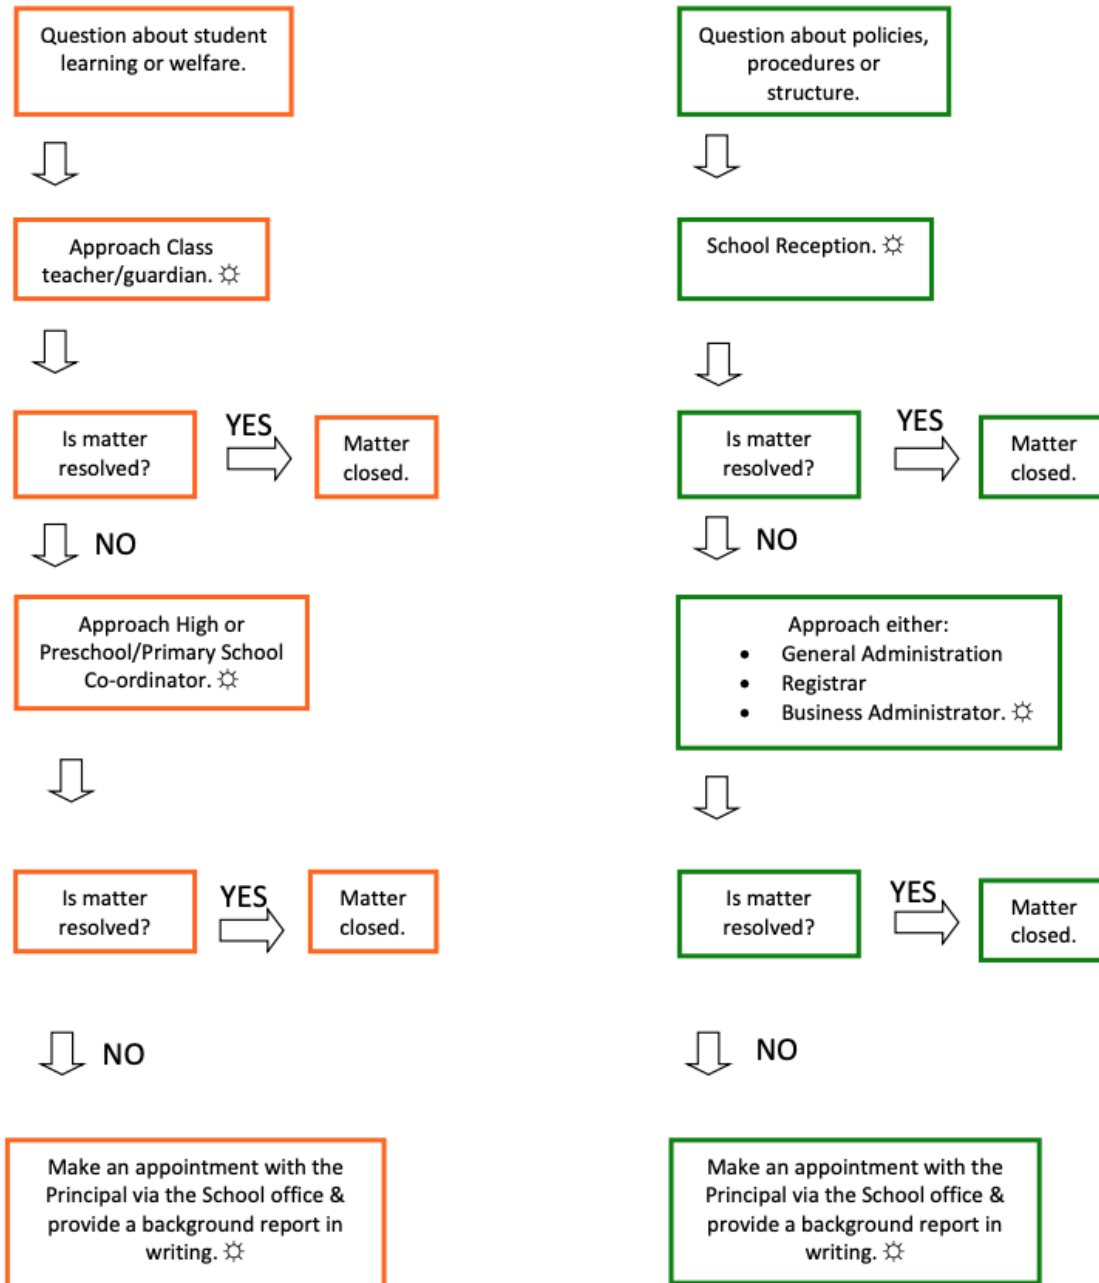 Question about student
learning or welfare.
Approach Class
teacher/guardian. ☼
Is matter
resolved?
YES
Matter
closed.
NO
Approach High or
Preschool/Primary School
Co-ordinator. ☼
Is matter
resolved?
YES
Matter
closed.
NO
Make an appointment with the
Principal via the School office &
provide a background report in
writing. ☼
Question about policies,
procedures or
structure.
School Reception. ☼
Is matter
resolved?
YES
Matter
closed.
NO
Approach either:
• General Administration
• Registrar
• Business Administrator. ☼
Is matter
resolved?
YES
Matter
closed.
NO
Make an appointment with the
Principal via the School office &
provide a background report in
writing. ☼